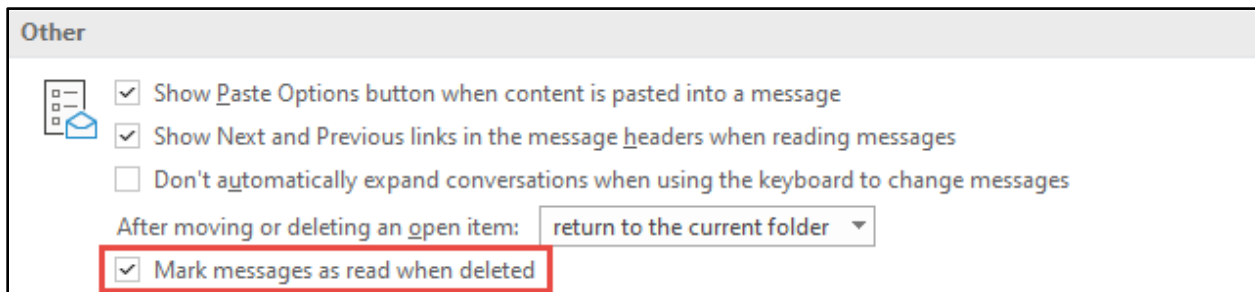 Other
Show Paste Options button when content is pasted into a message
Show Next and Previous links in the message headers when reading messages
Don't automatically expand conversations when using the keyboard to change messages
After moving or deleting an open item: return to the current folder
Mark messages as read when deleted